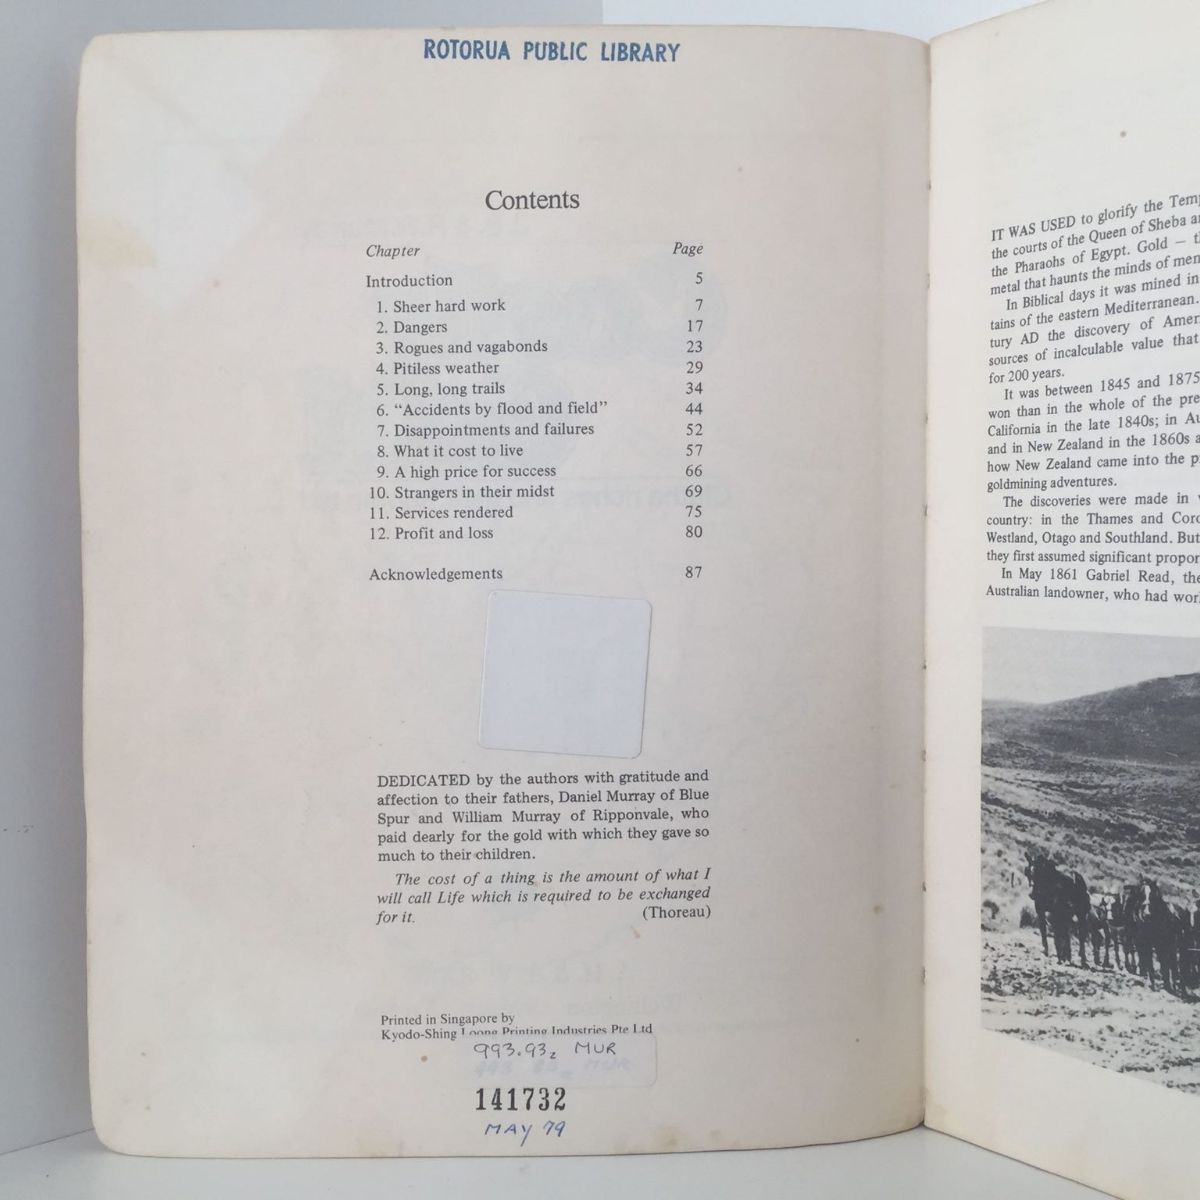 ROTORUA PUBLIC LIBRARY
Contents
Chapter Page
Introduction 5
1. Sheer hard work 7
2. Dangers 17
3. Rogues and vagabonds 23
4. Pitiless weather 29
5. Long, long trails 34
6. “Accidents by flood and field” 44
7. Disappointments and failures 52
8. What it cost to live 57
9. A high price for success 66
10. Strangers in their midst 69
11. Services rendered 75
12. Profit and loss 80
Acknowledgements 87
DEDICATED by the authors with gratitude and
affection to their fathers, Daniel Murray of Blue
Spur and William Murray of Ripponvale, who
paid dearly for the gold with which they gave so
much to their children.
The cost of a thing is the amount of what I
will call Life which is required to be exchanged
for it. (Thoreau)
Printed in Singapore by
Kyodo-Shing Loong Printing Industries Pte Ltd
993.93z MUR
141732
MAY 79
IT WAS USED to glorify the
the courts of the Queen of Sheba
the Pharaohs of Egypt. Gold –
metal that haunts the minds of men
In Biblical days it was mined in
tains of the eastern Mediterranean.
tury AD the discovery of
sources of incalculable value that
for 200 years.
It was between 1845 and 1875
won than in the whole of the
California in the late 1840s; in
and in New Zealand in the 1860s
how New Zealand came into the
goldmining adventures.
The discoveries were made in
country: in the Thames and
Westland, Otago and Southland. But
they first assumed significant
In May 1861 Gabriel Read, the
Australian landowner, who had